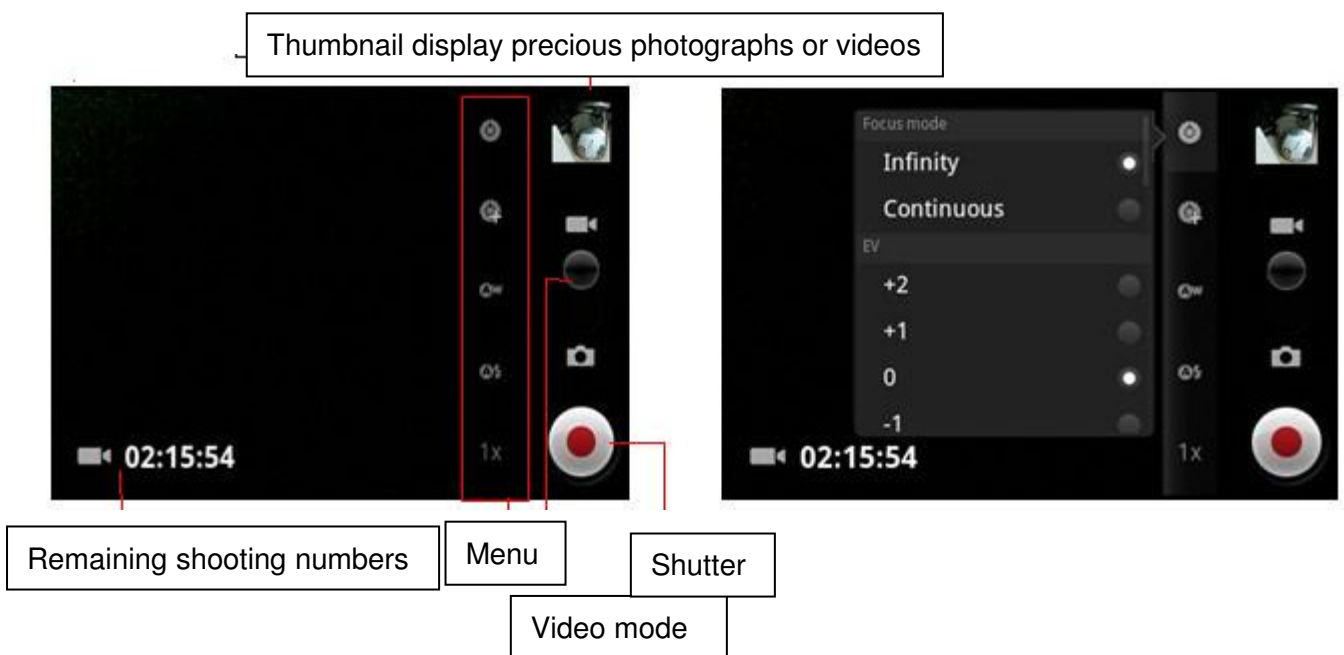 Thumbnail display precious photographs or videos
02:15:54
1x
Focus mode
Infinity
Continuous
EV
+2
+1
0
-1
02:15:54
1x
Remaining shooting numbers
Menu
Shutter
Video mode